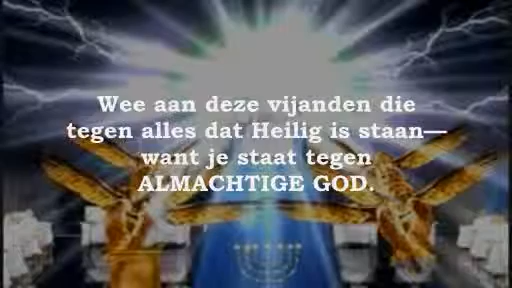 Wee aan deze vijanden die
tegen alles dat Heilig is staan—
want je staat tegen
ALMACHTIGE GOD.